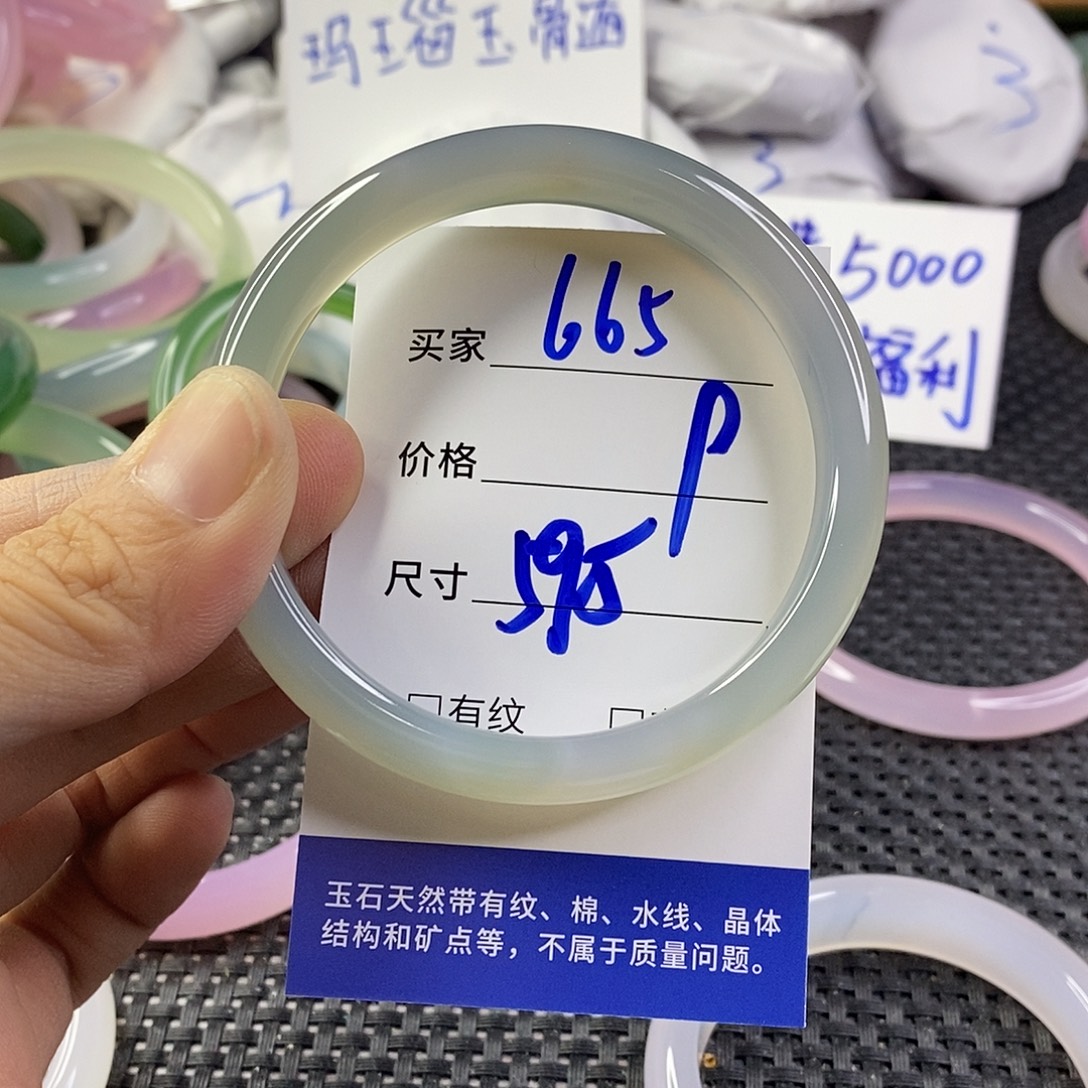 玛瑙玉骨髓
5000
福利
买家 665
价格 P
尺寸 595
□有纹
玉石天然带有纹、棉、水线、晶体
结构和矿点等，不属于质量问题。